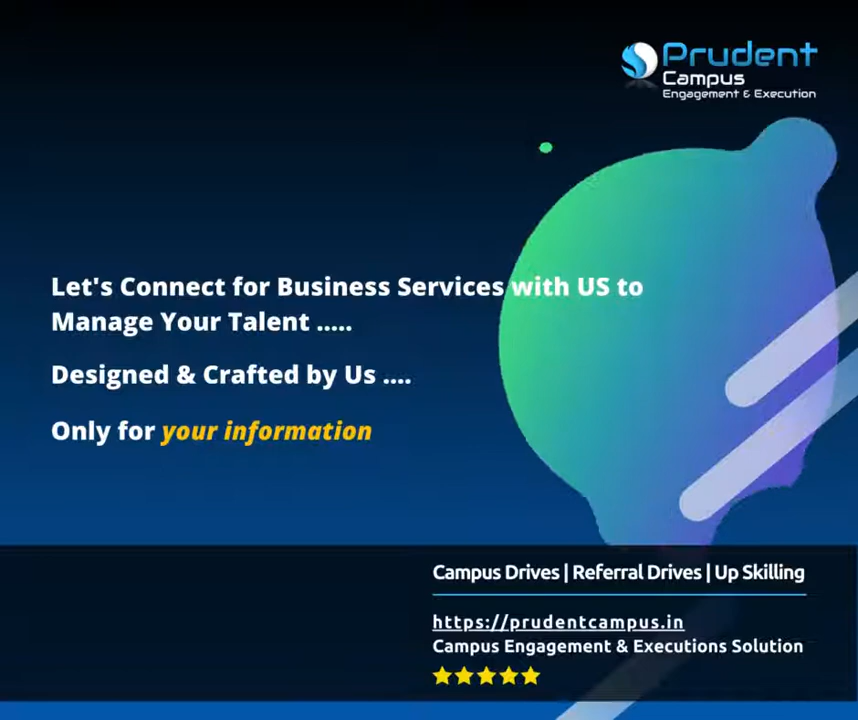 Prudent
Campus
Engagement & Execution
Let's Connect for Business Services with US to
Manage Your Talent .....
Designed & Crafted by Us ....
Only for your information
Campus Drives | Referral Drives | Up Skilling
https://prudentcampus.in
Campus Engagement & Executions Solution